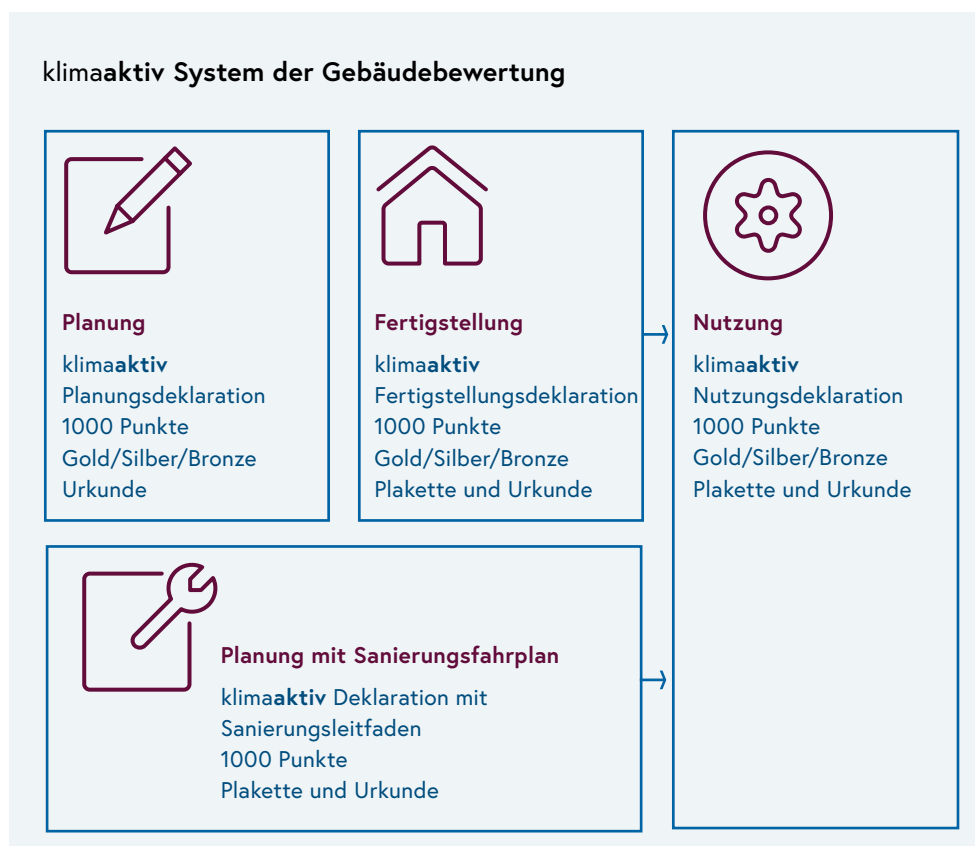 klimaaktiv System der Gebäudebewertung
Planung
klimaaktiv
Planungsdeklaration
1000 Punkte
Gold/Silber/Bronze
Urkunde
Fertigstellung
klimaaktiv
Fertigstellungsdeklaration
1000 Punkte
Gold/Silber/Bronze
Plakette und Urkunde
Nutzung
klimaaktiv
Nutzungsdeklaration
1000 Punkte
Gold/Silber/Bronze
Plakette und Urkunde
Planung mit Sanierungsfahrplan
klimaaktiv Deklaration mit
Sanierungsleitfaden
1000 Punkte
Plakette und Urkunde